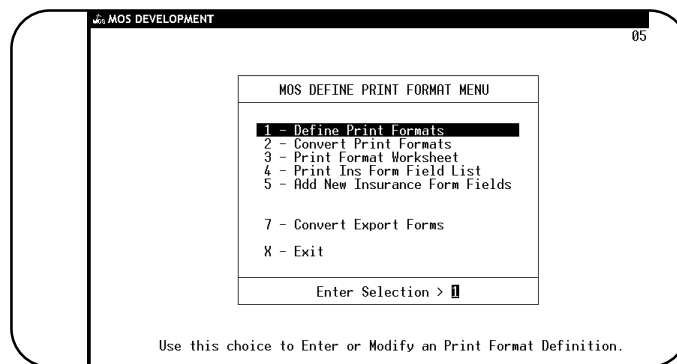 MOS MOS DEVELOPMENT
05
MOS DEFINE PRINT FORMAT MENU
1 - Define Print Formats
2 - Convert Print Formats
3 - Print Format Worksheet
4 - Print Ins Form Field List
5 - Add New Insurance Form Fields
7 - Convert Export Forms
X - Exit
Enter Selection > 1
Use this choice to Enter or Modify an Print Format Definition.